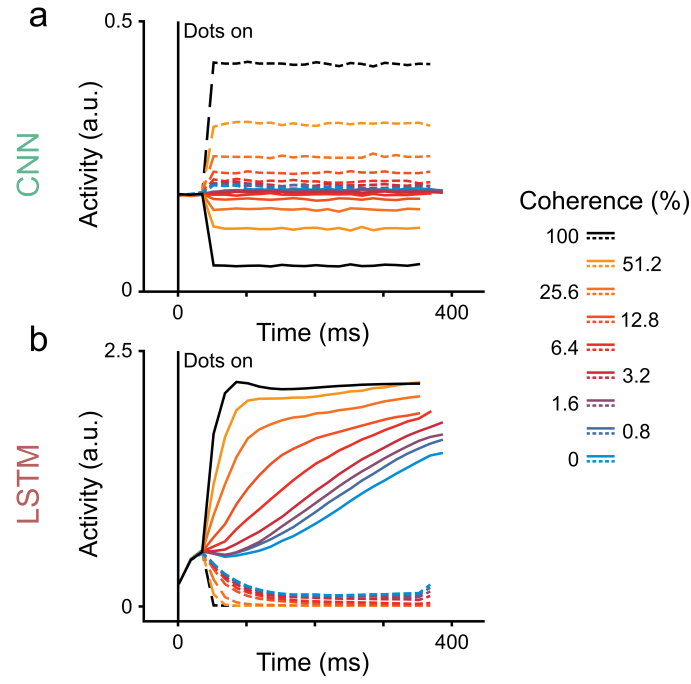 a
Dots on
0.5
0
Activity (a.u.)
CNN
0
400
Time (ms)
Coherence (%)
100
51.2
25.6
12.8
6.4
3.2
1.6
0.8
0
b
Dots on
2.5
0
Activity (a.u.)
LSTM
0
400
Time (ms)